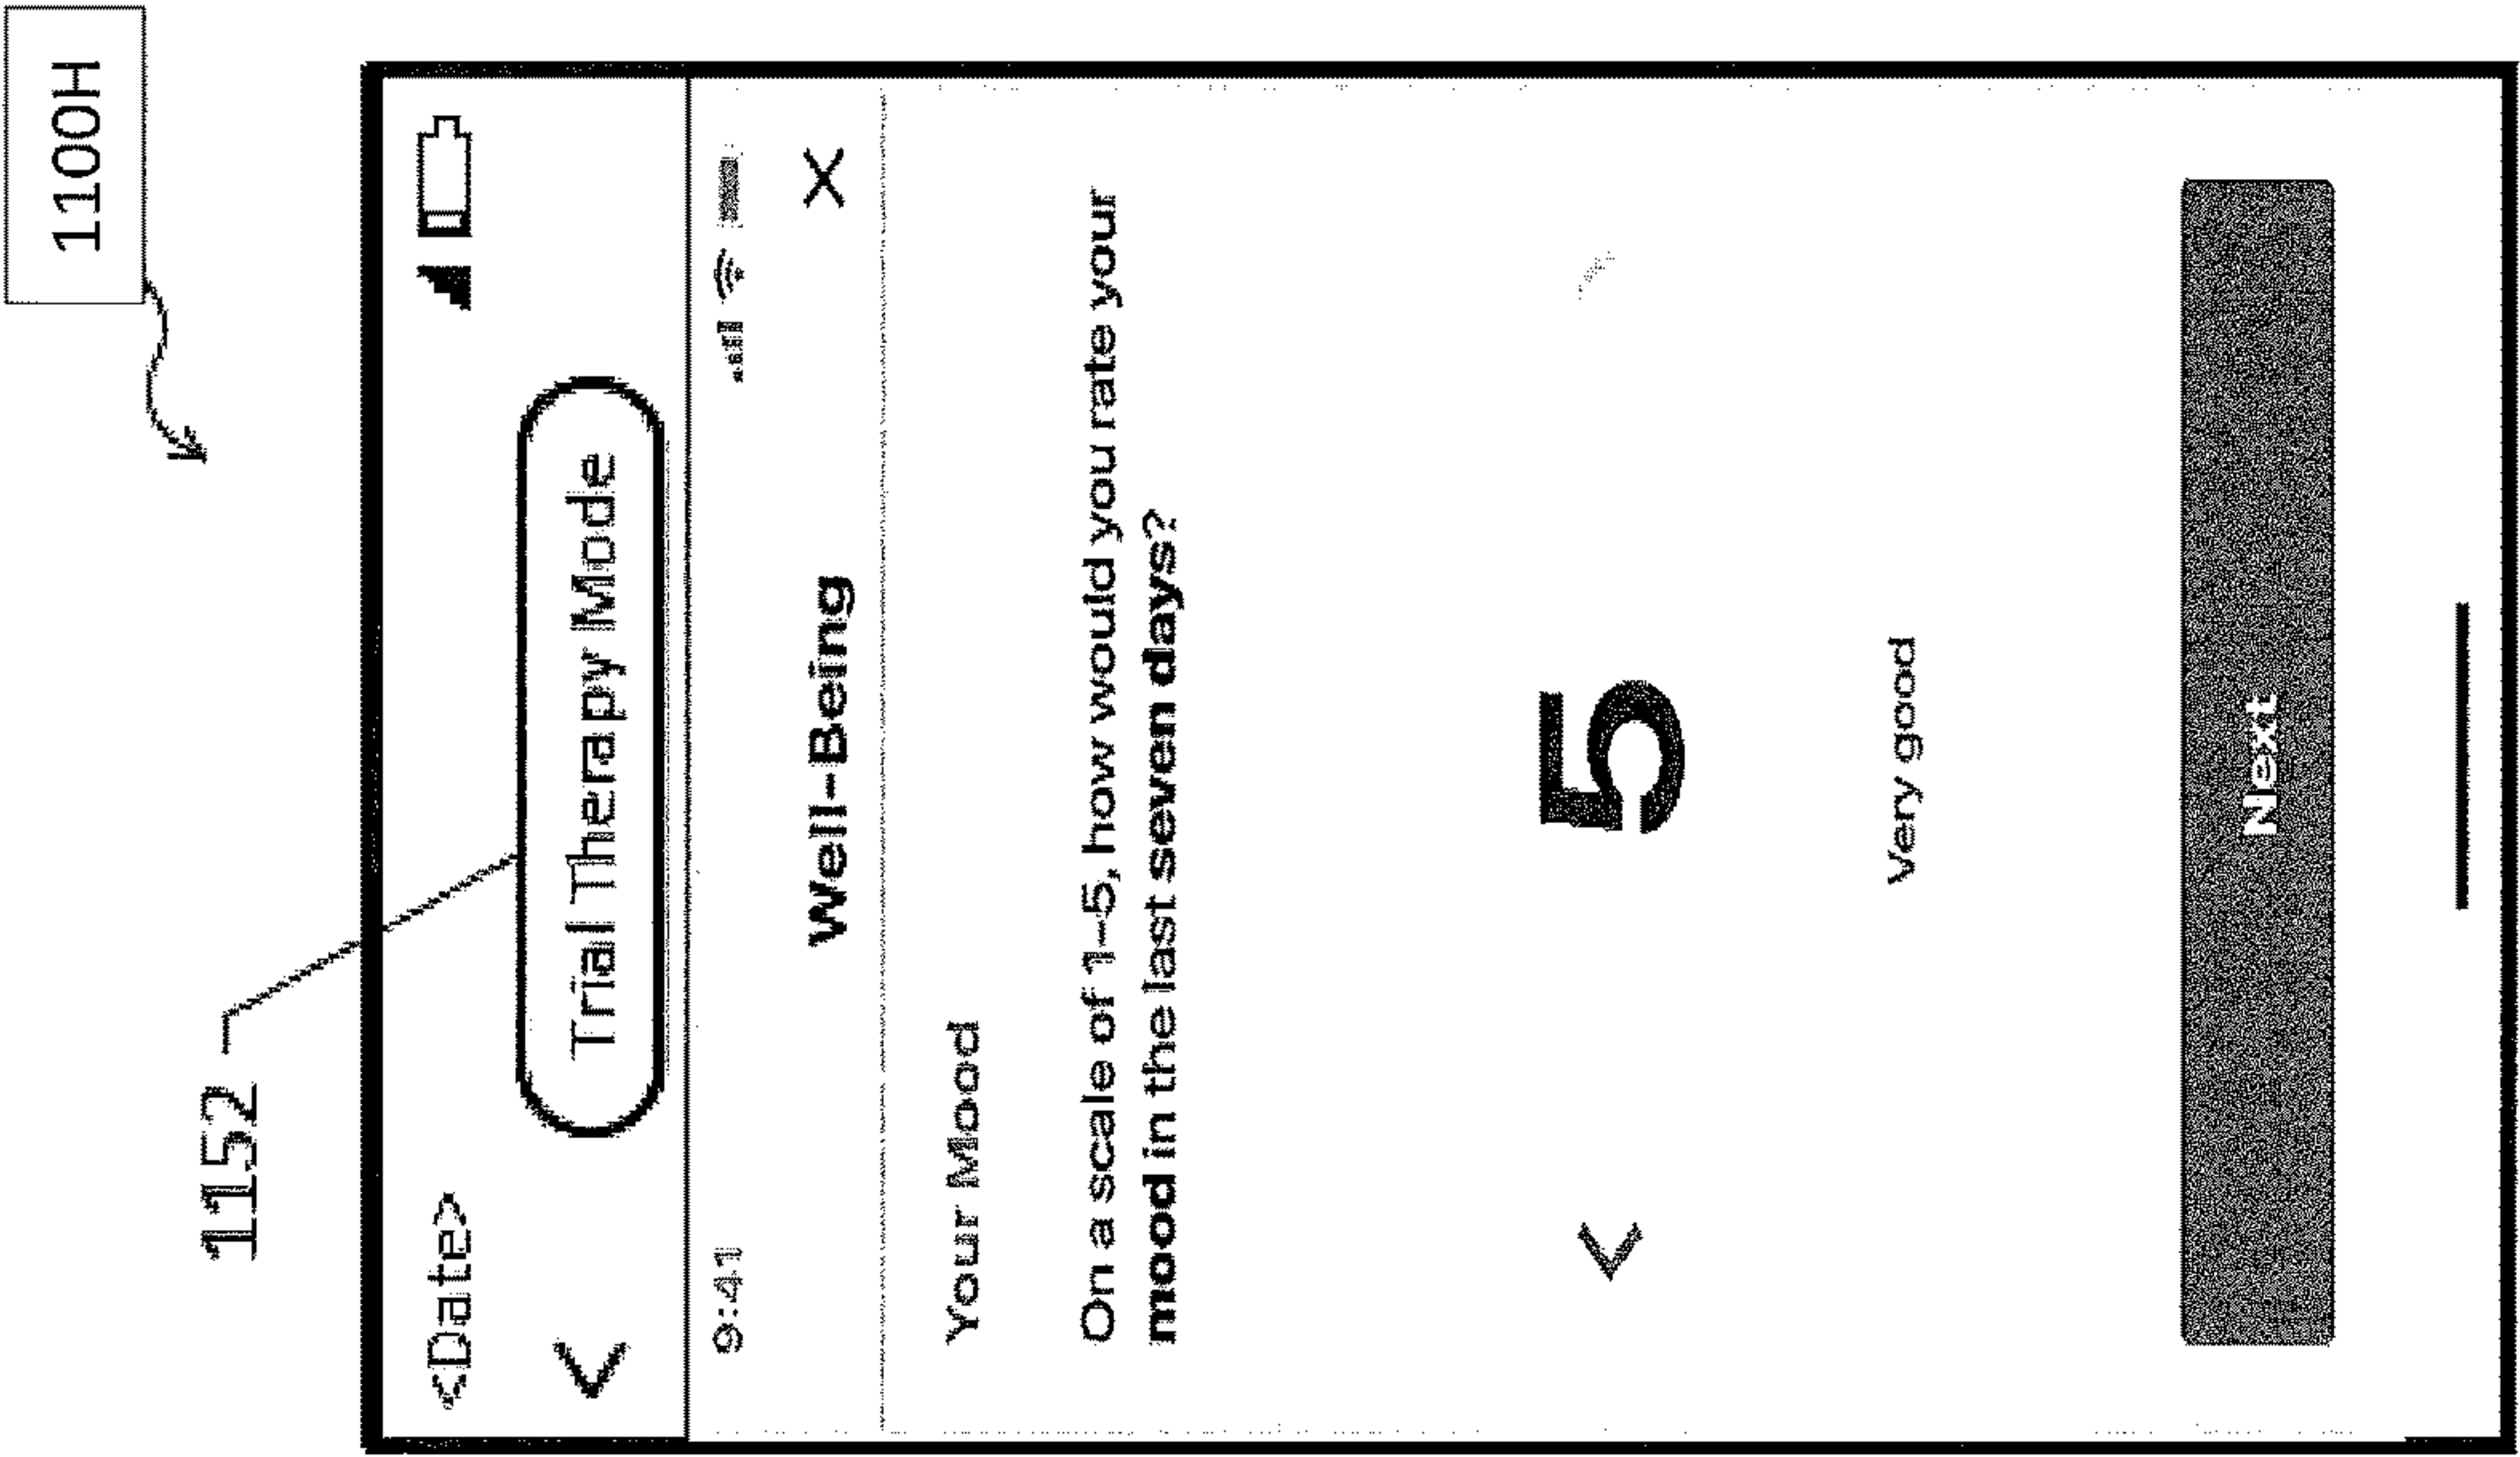 1100H
1152
<Date>
Trial Therapy Mode
9:41
Well-Being
X
Your Mood
On a scale of 1-5, how would you rate your
mood in the last seven days?
5
Very good
Next